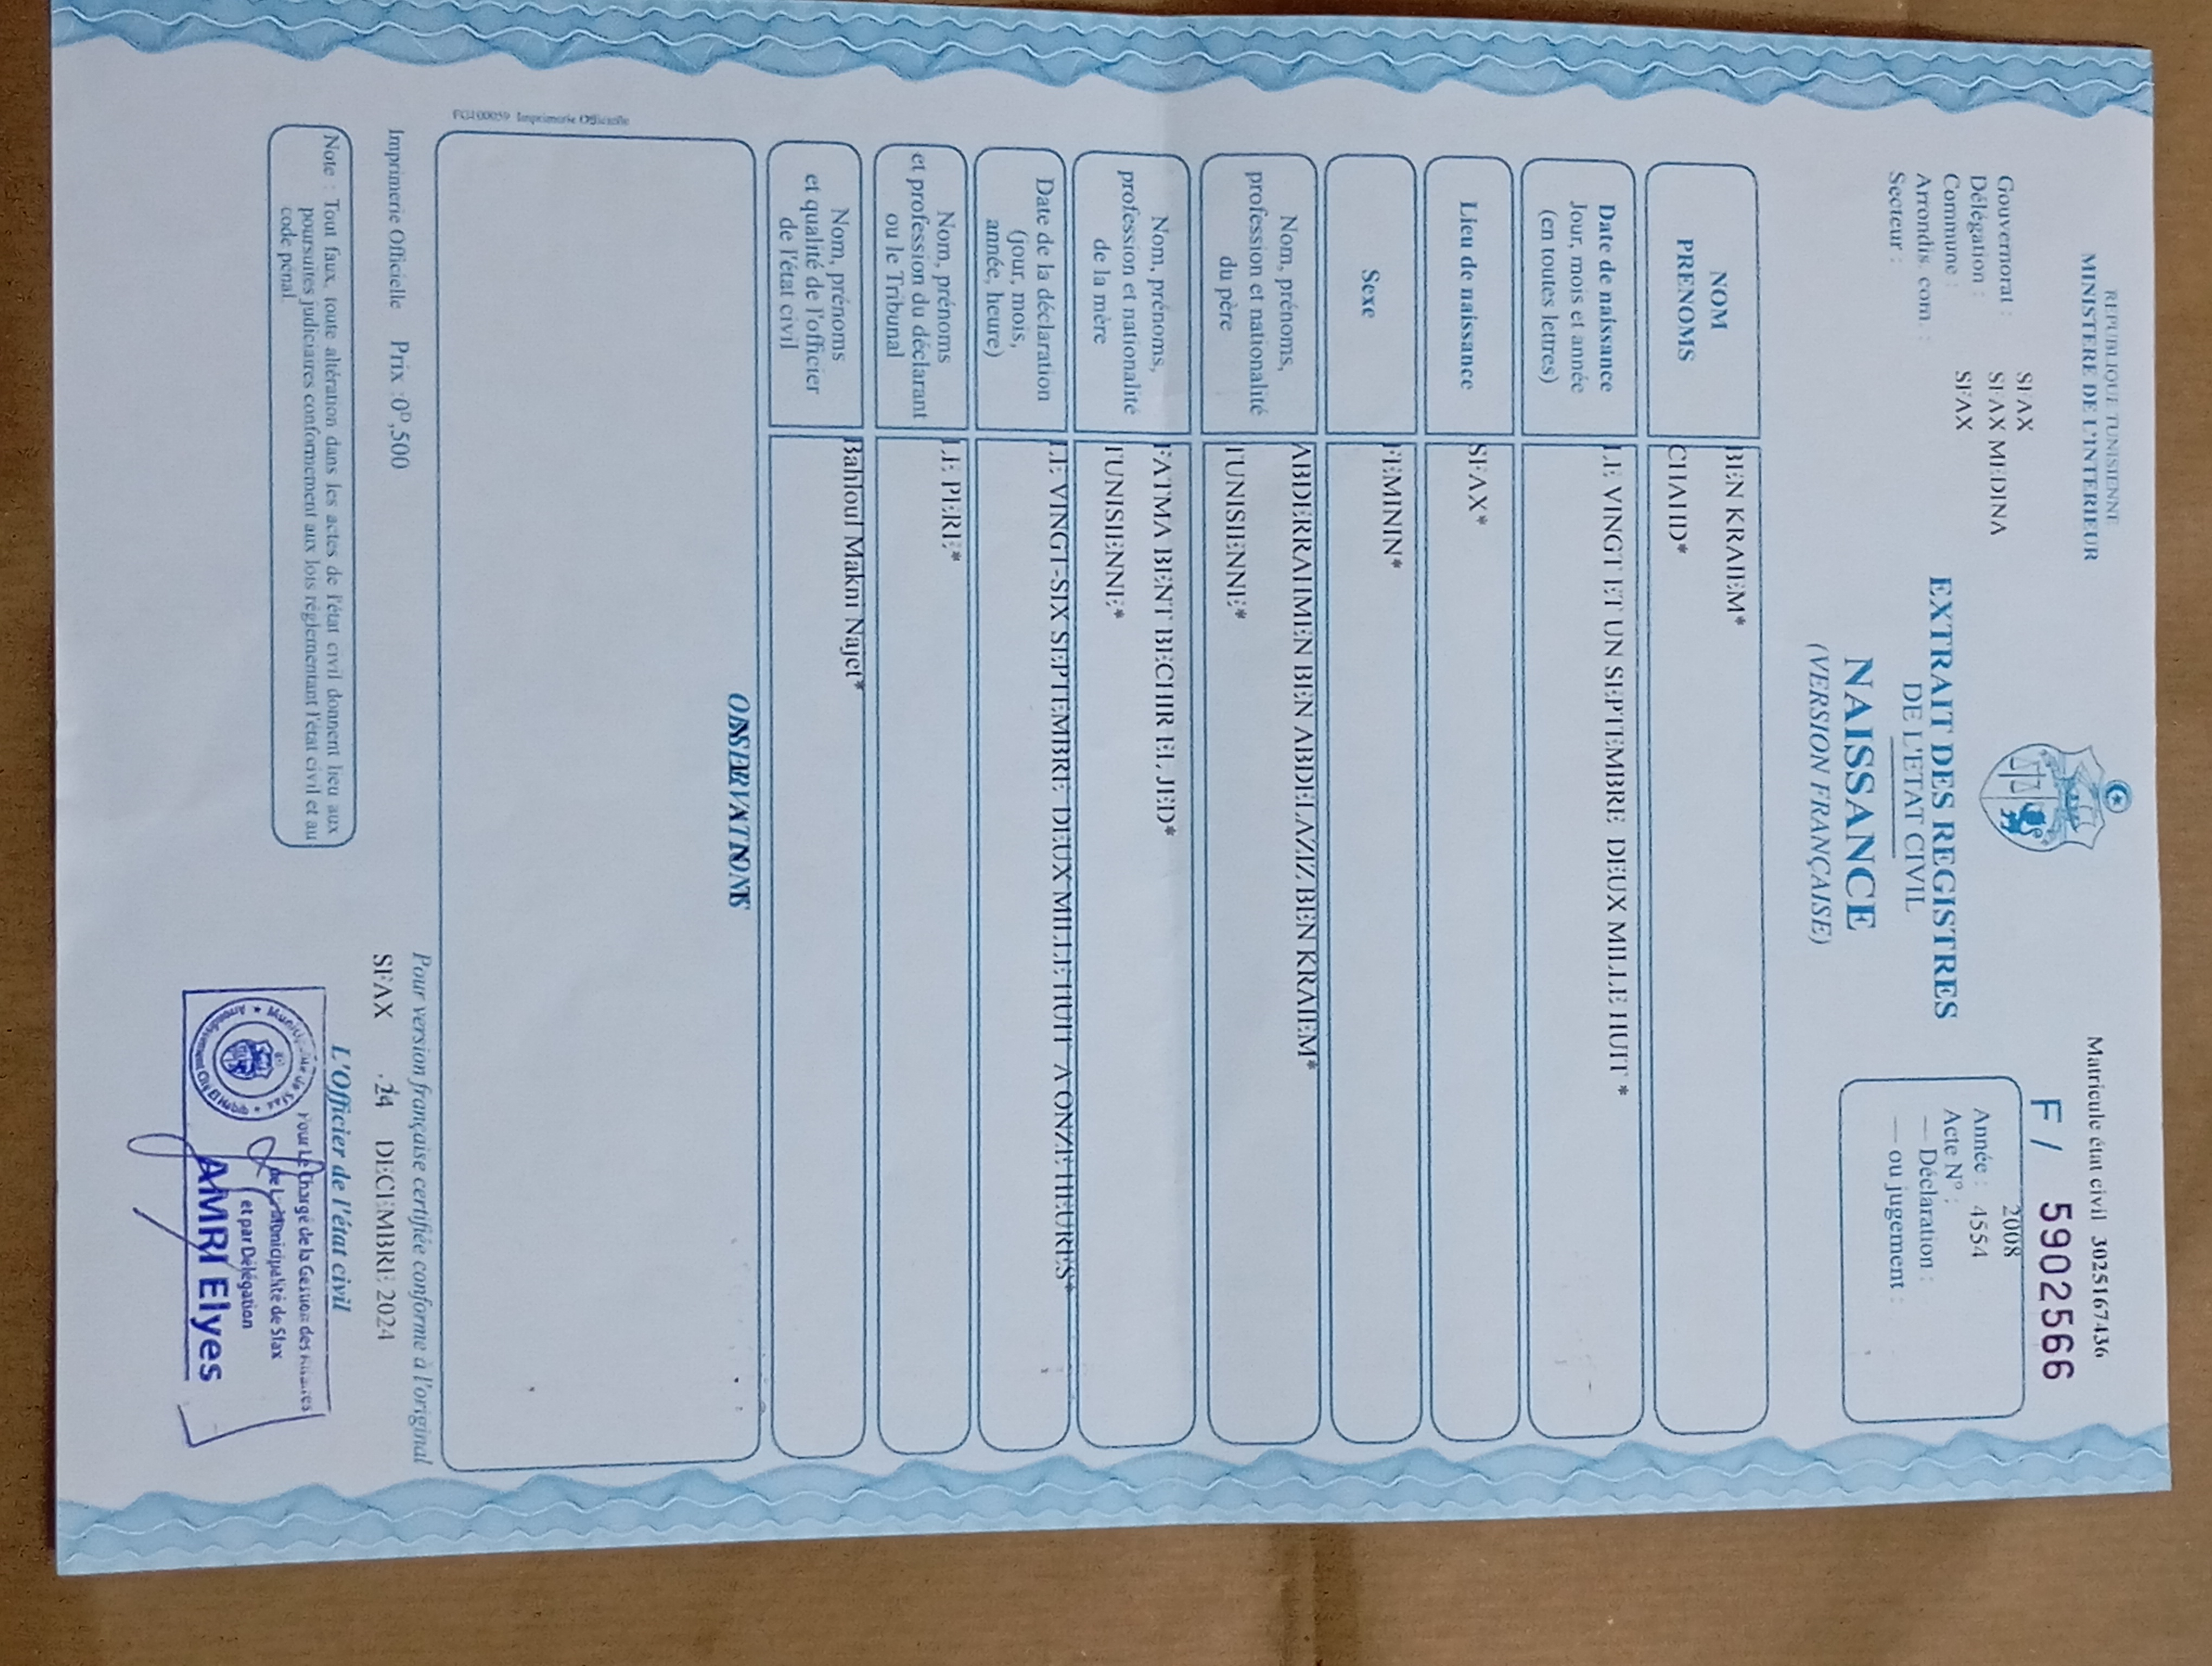 REPUBLIQUE TUNISIENNE
MINISTERE DE L'INTERIEUR
Matricule état civil 3025167436
F / 5902566
Gouvernorat : SFAX
Délégation : SFAX MEDINA
Commune : SFAX
Arrondis. com. :
Secteur :
EXTRAIT DES REGISTRES
DE L'ETAT CIVIL
NAISSANCE
(VERSION FRANÇAISE)
2008
Année :
Acte N° : 4554
— Déclaration :
— ou jugement :
NOM BEN KRAIEM*
PRENOMS
Date de naissance
Jour, mois et année
(en toutes lettres)
LE VINGT ET UN SEPTEMBRE DEUX MILLE HUIT *
Lieu de naissance
SFAX*
Sexe
FEMININ*
Nom, prénoms,
profession et nationalité
du père
BEN ABDELAZIZ BEN KRAIEM*
TUNISIENNE*
Nom, prénoms,
profession et nationalité
de la mère
FATMA BENT BECHIR EL JED*
TUNISIENNE*
Date de la déclaration
(jour, mois,
année, heure)
LE VINGT-SIX SEPTEMBRE DEUX MILLE HUIT A ONZE HEURES*
Nom, prénoms
et profession du déclarant
ou le Tribunal
LE PERE*
Nom, prénoms
et qualité de l'officier
de l'état civil
Bahloul Makni Najet*
OBSERVATIONS
FG100059 Imprimerie Officielle
Imprimerie Officielle Prix :0ᴰ,500
Note : Tout faux, toute altération dans les actes de l'état civil donnent lieu aux
poursuites judiciaires conformement aux lois réglementant l'état civil et au
code pénal.
Pour version française certifiée conforme à l'original
SFAX 24 DECEMBRE 2024
L'Officier de l'état civil
Pour Le Chargé de la Gestion des
de La Municipalité de Sfax
et par Délégation
AMRI Elyes